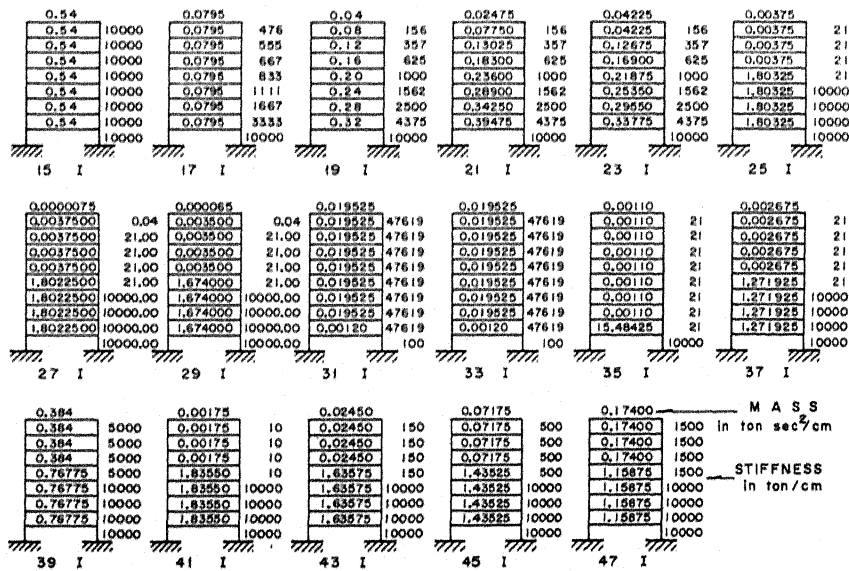 0.54 0.0795 0.04 0.02475 0.04225 0.00375
0.54 10000 0.0795 476 0.08 156 0.07750 156 0.04225 156 0.00375 21
0.54 10000 0.0795 555 0.12 357 0.13025 357 0.12675 357 0.00375 21
0.54 10000 0.0795 667 0.16 625 0.18300 625 0.16900 625 0.00375 21
0.54 10000 0.0795 833 0.20 1000 0.23600 1000 0.21875 1000 1.80325 21
0.54 10000 0.0795 1111 0.24 1562 0.28900 1562 0.25350 1562 1.80325 10000
0.54 10000 0.0795 1667 0.28 2500 0.34250 2500 0.29550 2500 1.80325 10000
0.54 10000 0.0795 3333 0.32 4375 0.39475 4375 0.33775 4375 1.80325 10000
10000 10000 10000 10000 10000 10000
15 I 17 I 19 I 21 I 23 I 25 I
0.0000075 0.000065 0.019525 0.019525 0.00110 0.002675
0.0037500 0.04 0.003500 0.04 0.019525 47619 0.019525 47619 0.00110 21 0.002675 21
0.0037500 21.00 0.003500 21.00 0.019525 47619 0.019525 47619 0.00110 21 0.002675 21
0.0037500 21.00 0.003500 21.00 0.019525 47619 0.019525 47619 0.00110 21 0.002675 21
0.0037500 21.00 0.003500 21.00 0.019525 47619 0.019525 47619 0.00110 21 0.002675 21
1.8022500 21.00 1.674000 21.00 0.019525 47619 0.019525 47619 0.00110 21 1.271925 21
1.8022500 10000.00 1.674000 10000.00 0.019525 47619 0.019525 47619 0.00110 21 1.271925 10000
1.8022500 10000.00 1.674000 10000.00 0.019525 47619 0.019525 47619 0.00110 21 1.271925 10000
1.8022500 10000.00 1.674000 10000.00 0.00120 47619 0.00120 47619 15.48425 21 1.271925 10000
10000.00 10000.00 100 100 10000 10000
27 I 29 I 31 I 33 I 35 I 37 I
0.384 0.00175 0.02450 0.07175 0.17400 MASS
0.384 5000 0.00175 10 0.02450 150 0.07175 500 0.17400 1500 in ton sec²/cm
0.384 5000 0.00175 10 0.02450 150 0.07175 500 0.17400 1500
0.384 5000 0.00175 10 0.02450 150 0.07175 500 0.17400 1500
0.76775 5000 1.83550 10 1.63575 150 1.43525 500 1.15875 1500 STIFFNESS
0.76775 10000 1.83550 10000 1.63575 10000 1.43525 10000 1.15875 10000 in ton/cm
0.76775 10000 1.83550 10000 1.63575 10000 1.43525 10000 1.15875 10000
0.76775 10000 1.83550 10000 1.63575 10000 1.43525 10000 1.15875 10000
10000 10000 10000 10000 10000
39 I 41 I 43 I 45 I 47 I